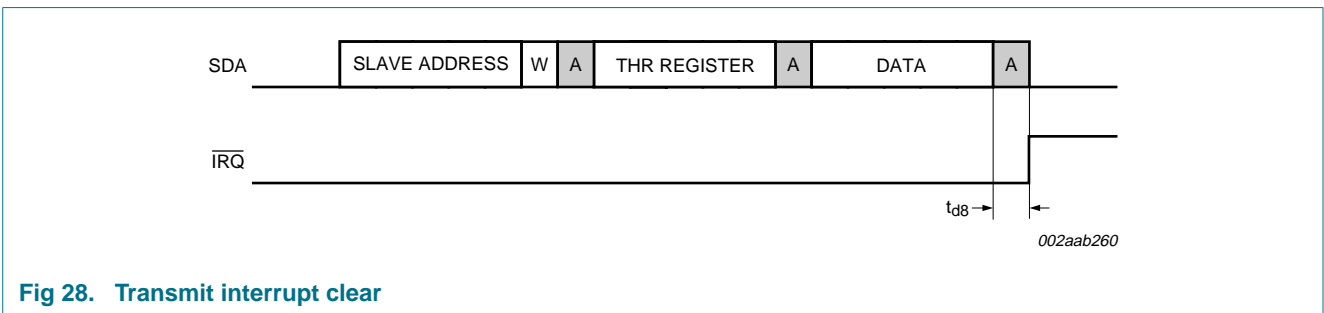 SDA SLAVE ADDRESS W A THR REGISTER A DATA A
IRQ
td8
002aab260
Fig 28. Transmit interrupt clear